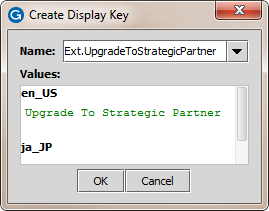 Create Display Key
Name: Ext.UpgradeToStrategicPartner
Values:
en_US
Upgrade To Strategic Partner
ja_JP
OK Cancel